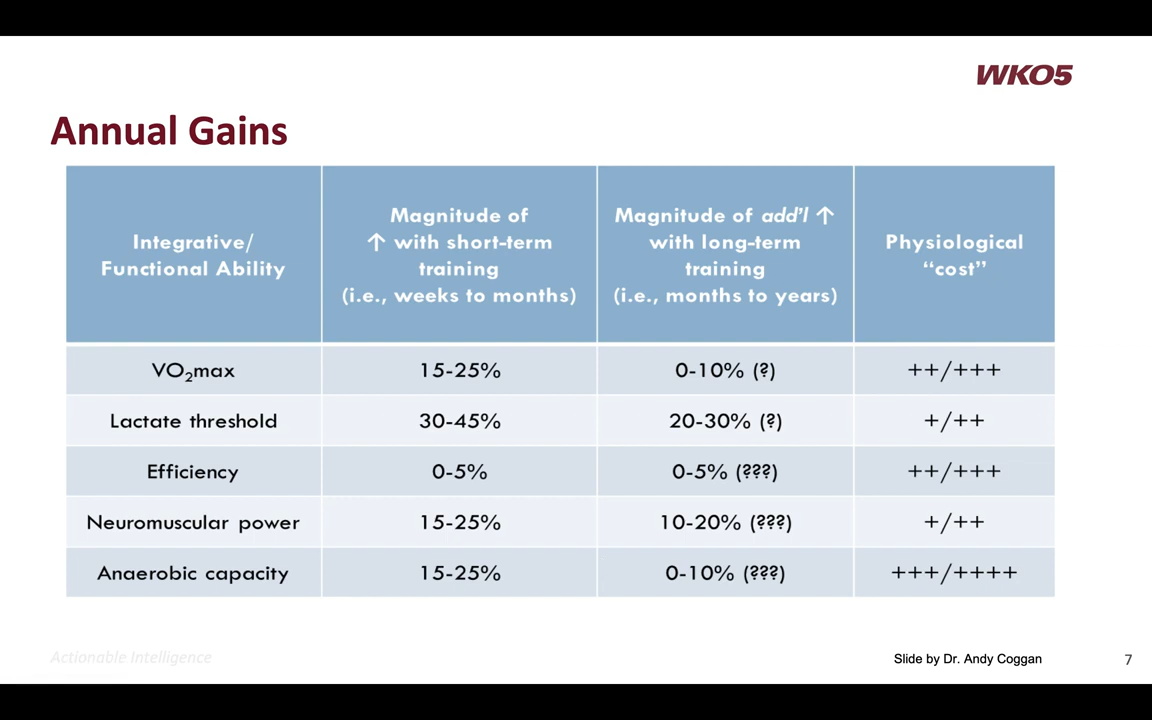 WKO5
Annual Gains
Integrative/
Functional Ability
Magnitude of
↑ with short-term
training
(i.e., weeks to months)
Magnitude of add'l ↑
with long-term
training
(i.e., months to years)
Physiological
“cost”
VO₂max 15-25% 0-10% (?) ++/+++
Lactate threshold 30-45% 20-30% (?) +/++
Efficiency 0-5% 0-5% (???) ++/+++
Neuromuscular power 15-25% 10-20% (???) +/++
Anaerobic capacity 15-25% 0-10% (???) +++/++++
Actionable Intelligence
Slide by Dr. Andy Coggan
7